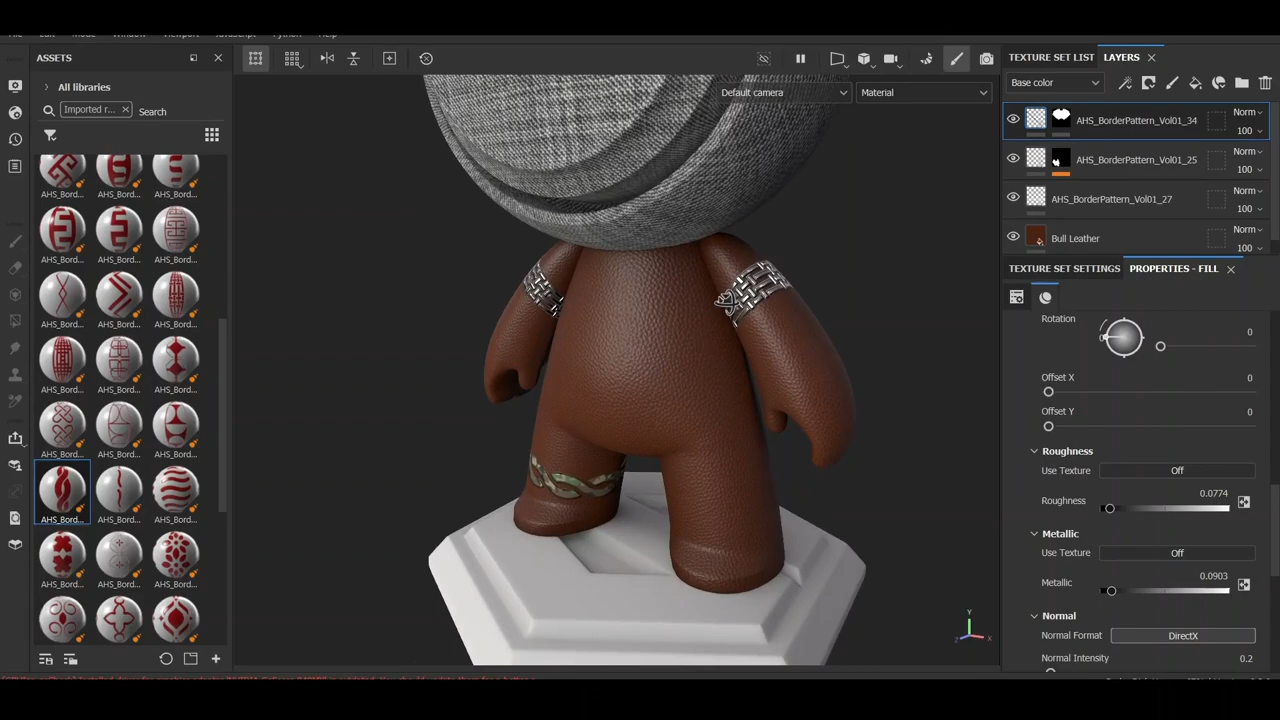 ASSETS
All libraries
Imported r...
Search
AHS_Bord... AHS_Bord... AHS_Bord...
AHS_Bord... AHS_Bord... AHS_Bord...
AHS_Bord... AHS_Bord... AHS_Bord...
AHS_Bord... AHS_Bord... AHS_Bord...
AHS_Bord... AHS_Bord... AHS_Bord...
AHS_Bord... AHS_Bord... AHS_Bord...
AHS_Bord... AHS_Bord... AHS_Bord...
AHS_Bord... AHS_Bord... AHS_Bord...
Default camera
Material
Y
Z
X
TEXTURE SET LIST
LAYERS
Base color
AHS_BorderPattern_Vol01_34
Norm
100
AHS_BorderPattern_Vol01_25
Norm
100
AHS_BorderPattern_Vol01_27
Norm
100
Bull Leather
Norm
100
TEXTURE SET SETTINGS
PROPERTIES - FILL
Rotation
0
Offset X
0
Offset Y
0
Roughness
Use Texture
Off
Roughness
0.0774
Metallic
Use Texture
Off
Metallic
0.0903
Normal
Normal Format
DirectX
Normal Intensity
0.2